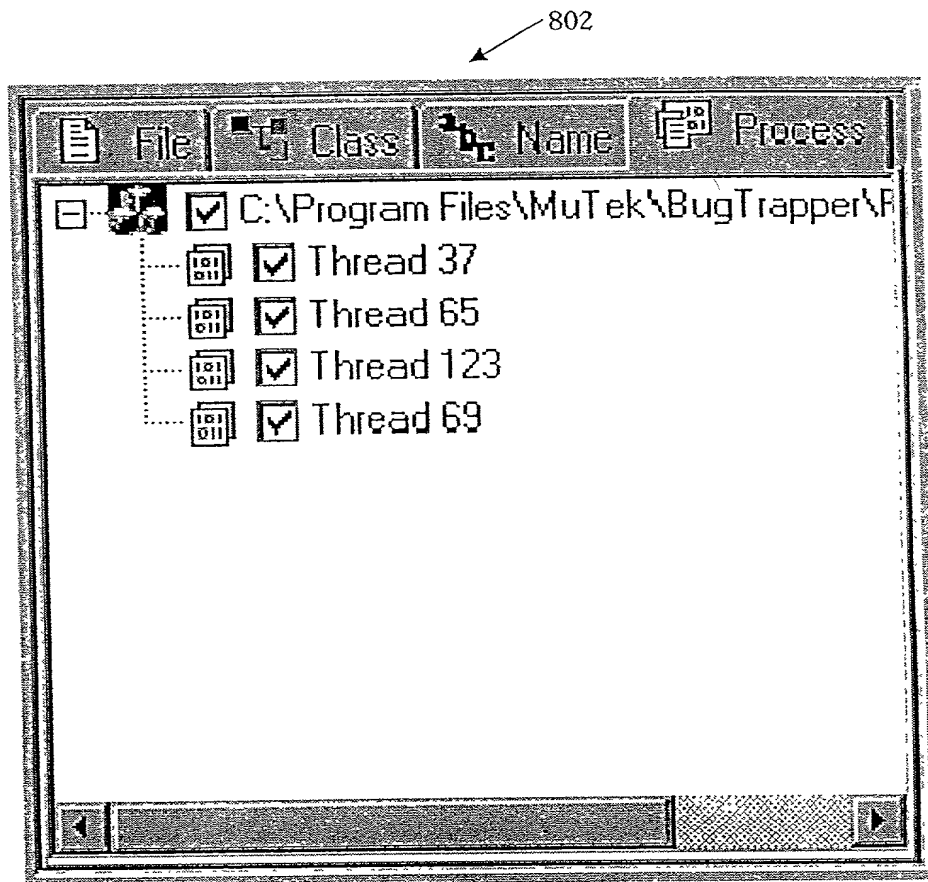 802
File Class Name Process
C:\Program Files\MuTek\BugTrapper\
Thread 37
Thread 65
Thread 123
Thread 69